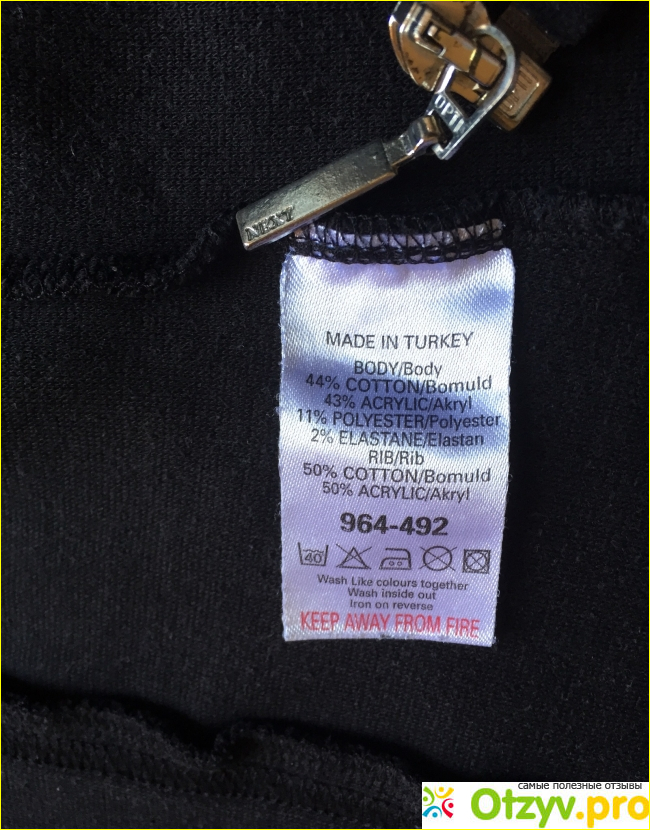 NEXT
MADE IN TURKEY
BODY/Body
44% COTTON/Bomuld
43% ACRYLIC/Akryl
11% POLYESTER/Polyester
2% ELASTANE/Elastan
RIB/Rib
50% COTTON/Bomuld
50% ACRYLIC/Akryl
964-492
40
Wash Like colours together
Wash inside out
Iron on reverse
KEEP AWAY FROM FIRE
самые полезные отзывы
Otzyv.pro